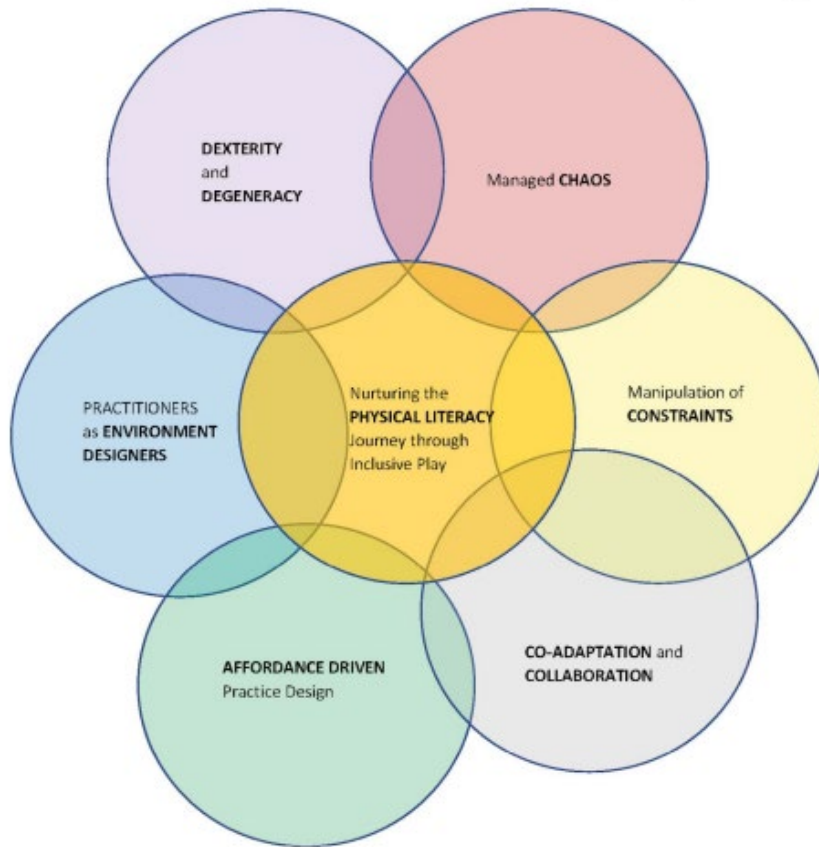 DEXTERITY
and
DEGENERACY
Managed CHAOS
PRACTITIONERS
as ENVIRONMENT
DESIGNERS
Nurturing the
PHYSICAL LITERACY
Journey through
Inclusive Play
Manipulation of
CONSTRAINTS
AFFORDANCE DRIVEN
Practice Design
CO-ADAPTATION and
COLLABORATION